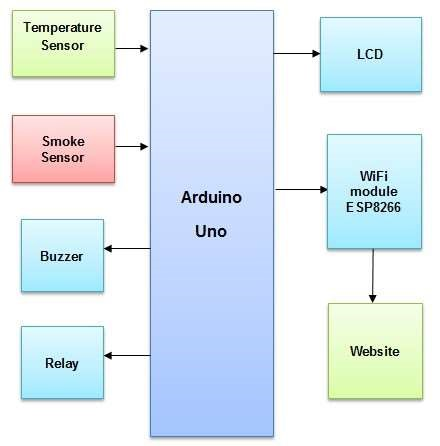 Temperature
Sensor
Smoke
Sensor
Buzzer
Relay
Arduino
Uno
LCD
WiFi
module
ESP8266
Website